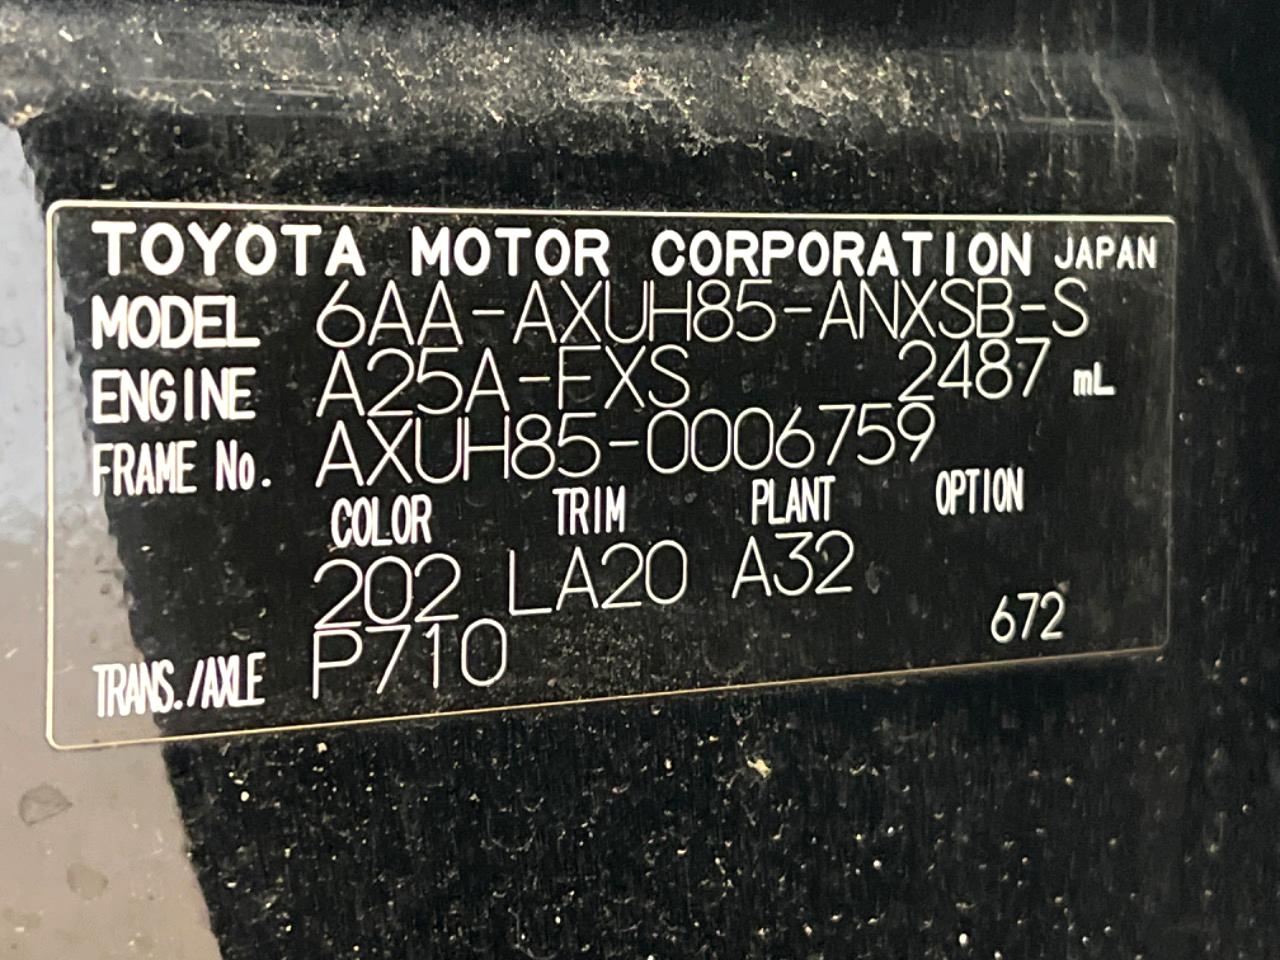 TOYOTA MOTOR CORPORATION JAPAN
MODEL 6AA-AXUH85-ANXSB-S
ENGINE A25A-FXS 2487 mL
FRAME No. AXUH85-0006759
COLOR TRIM PLANT OPTION
202 LA20 A32
672
TRANS./AXLE P710